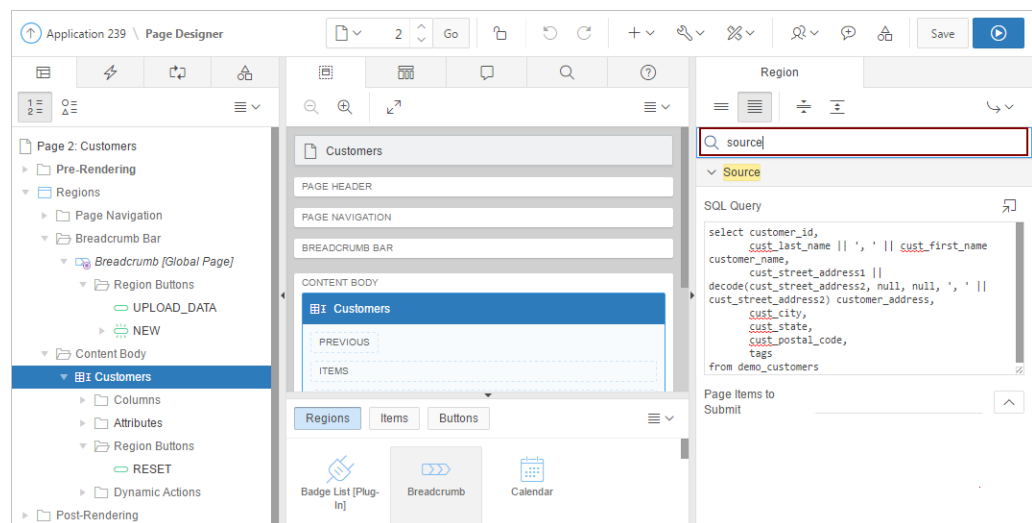 Application 239 \ Page Designer
2
Go
Save
Region
1 =
2 =
source
Page 2: Customers
Pre-Rendering
Regions
Page Navigation
Breadcrumb Bar
Breadcrumb [Global Page]
Region Buttons
UPLOAD_DATA
NEW
Content Body
Customers
Columns
Attributes
Region Buttons
RESET
Dynamic Actions
Post-Rendering
Customers
PAGE HEADER
PAGE NAVIGATION
BREADCRUMB BAR
CONTENT BODY
Customers
PREVIOUS
ITEMS
Regions
Items
Buttons
Badge List [Plug-
In]
Breadcrumb
Calendar
Source
SQL Query
select customer_id,
cust_last_name || ', ' || cust_first_name
customer_name,
cust_street_address1 ||
decode(cust_street_address2, null, null, ', ' ||
cust_street_address2) customer_address,
cust_city,
cust_state,
cust_postal_code,
tags
from demo_customers
Page Items to
Submit